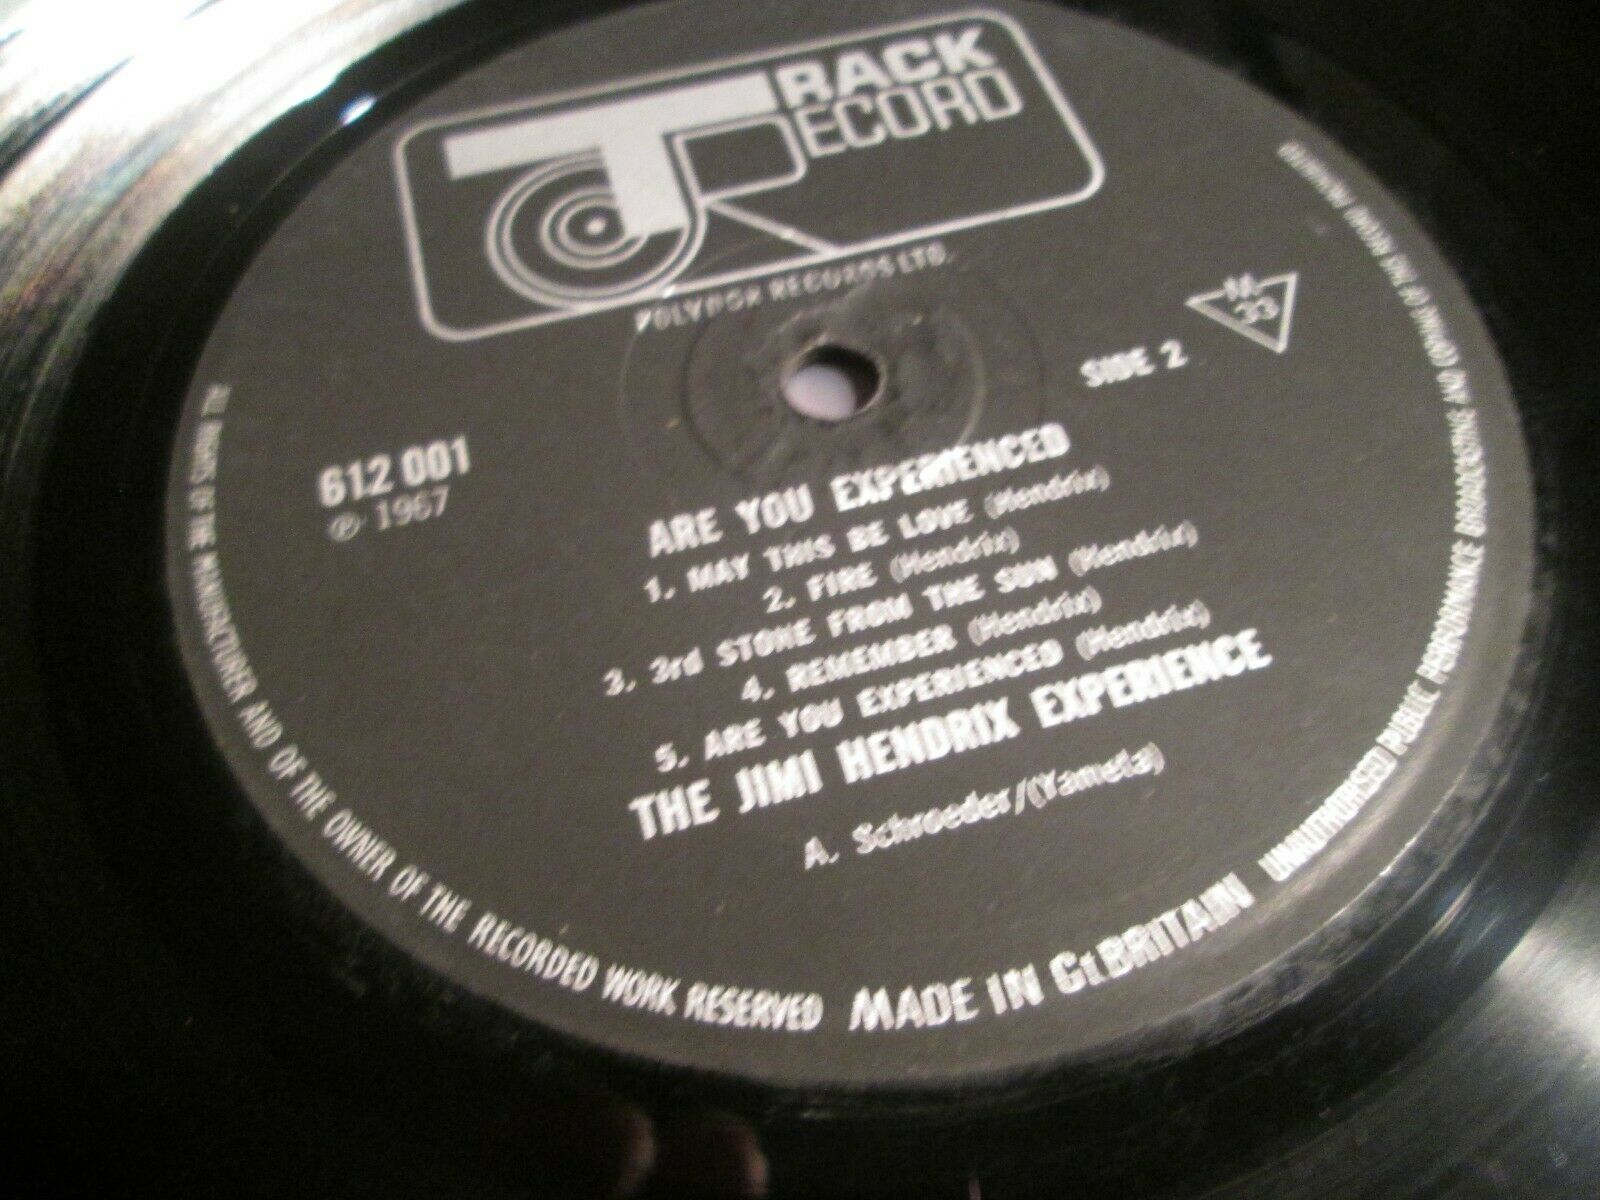 TRACK
RECORD
POLYDOR RECORDS LTD.
M
33
SIDE 2
612 001
℗ 1967
ARE YOU EXPERIENCED
1. MAY THIS BE LOVE (Hendrix)
2. FIRE (Hendrix)
3. 3rd STONE FROM THE SUN (Hendrix)
4. REMEMBER (Hendrix)
5. ARE YOU EXPERIENCED (Hendrix)
THE JIMI HENDRIX EXPERIENCE
A. Schroeder/(Yameta)
ALL RIGHTS OF THE MANUFACTURER AND OF THE OWNER OF THE RECORDED WORK RESERVED
MADE IN Gt.BRITAIN
UNAUTHORISED PUBLIC PERFORMANCE BROADCASTING AND COPYING OF THIS RECORD PROHIBITED